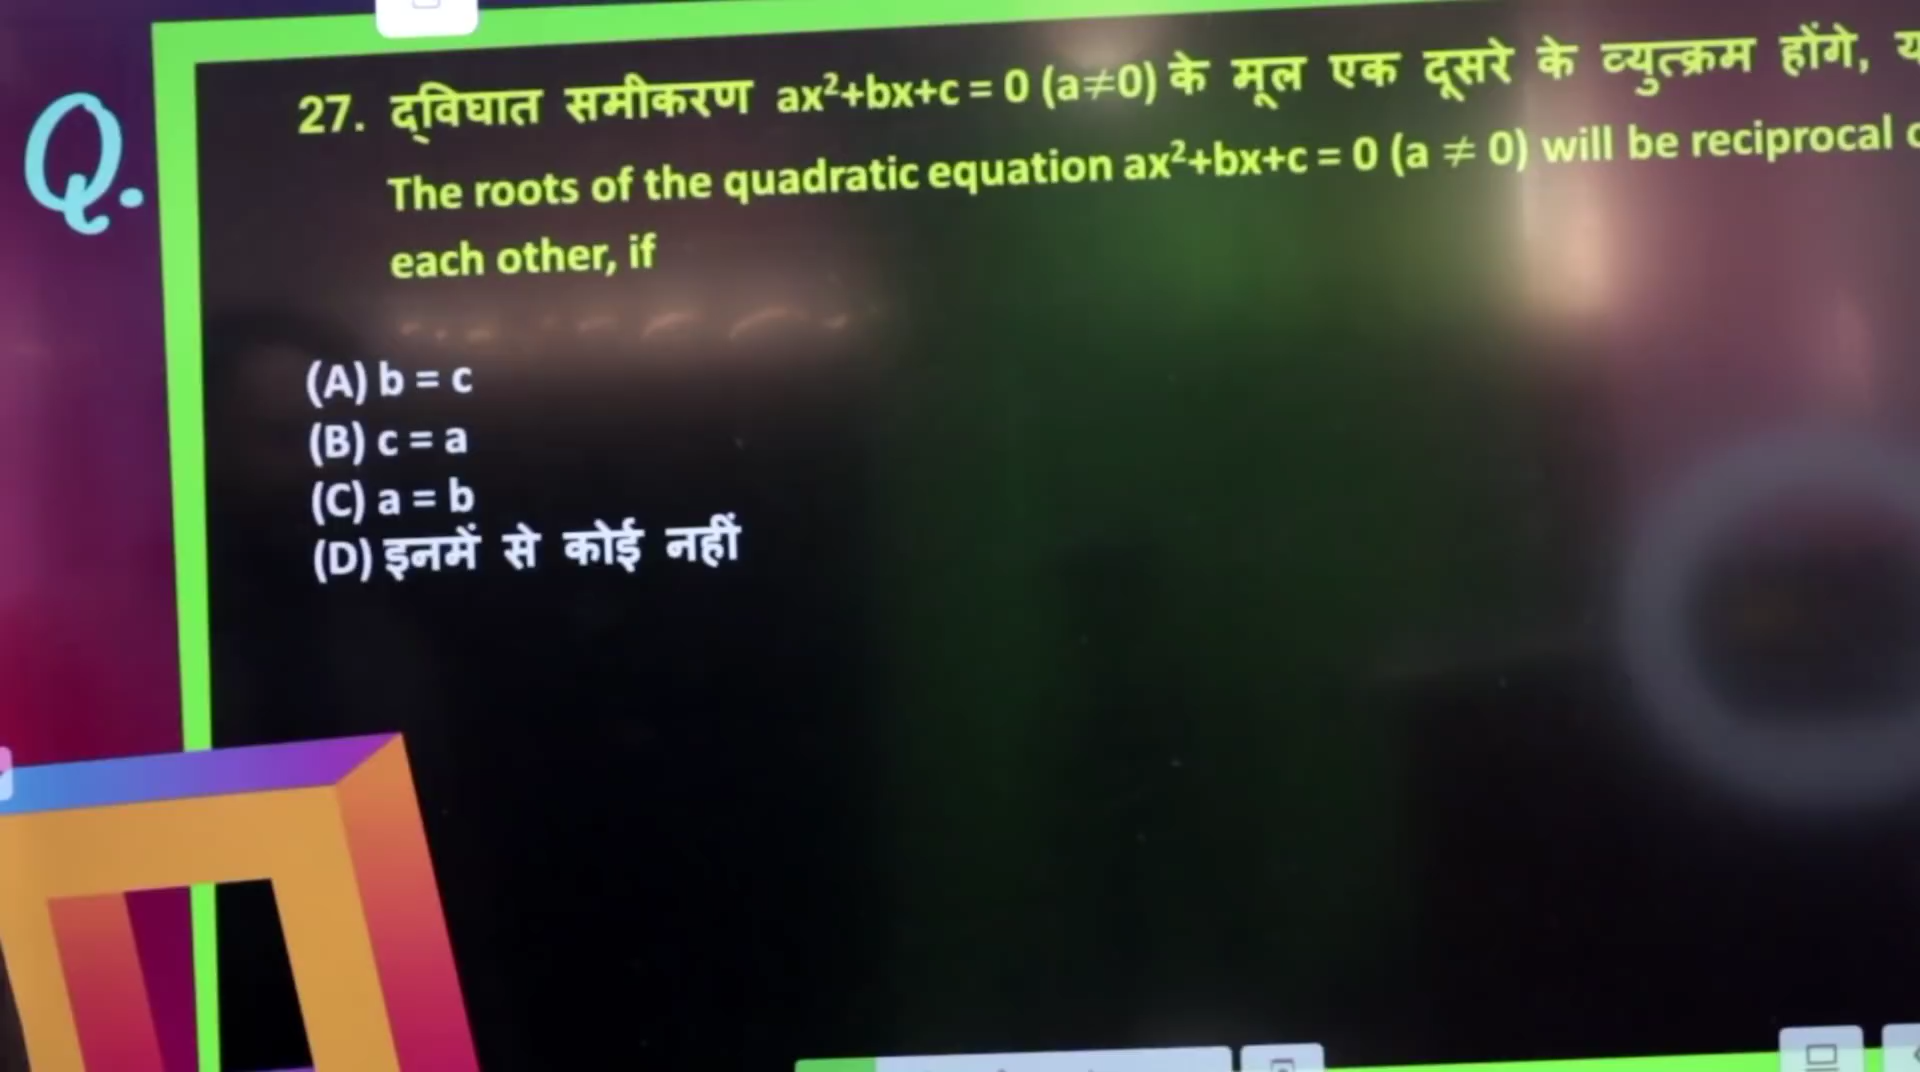 Q.
27. द्विघात समीकरण ax²+bx+c = 0 (a≠0) के मूल एक दूसरे के व्युत्क्रम होंगे,
The roots of the quadratic equation ax²+bx+c = 0 (a ≠ 0) will be reciprocal
each other, if
(A) b = c
(B) c = a
(C) a = b
(D) इनमें से कोई नहीं